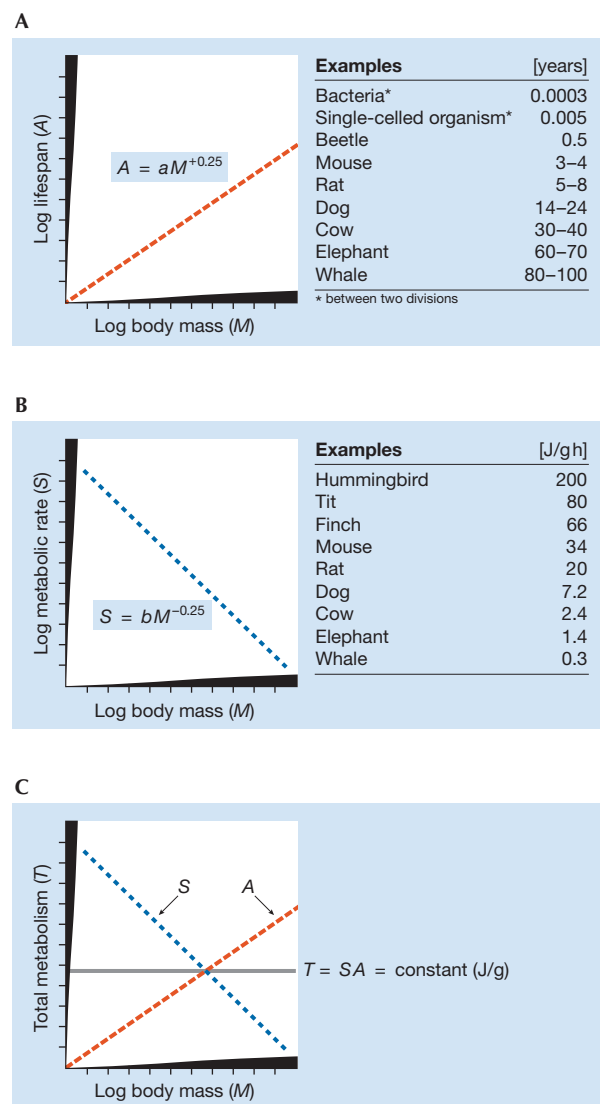 A
Log lifespan (A)
A = aM^+0.25
Log body mass (M)
Examples [years]
Bacteria* 0.0003
Single-celled organism* 0.005
Beetle 0.5
Mouse 3–4
Rat 5–8
Dog 14–24
Cow 30–40
Elephant 60–70
Whale 80–100
* between two divisions
B
Log metabolic rate (S)
S = bM^−0.25
Log body mass (M)
Examples [J/gh]
Hummingbird 200
Tit 80
Finch 66
Mouse 34
Rat 20
Dog 7.2
Cow 2.4
Elephant 1.4
Whale 0.3
C
Total metabolism (T)
S A
T = SA = constant (J/g)
Log body mass (M)